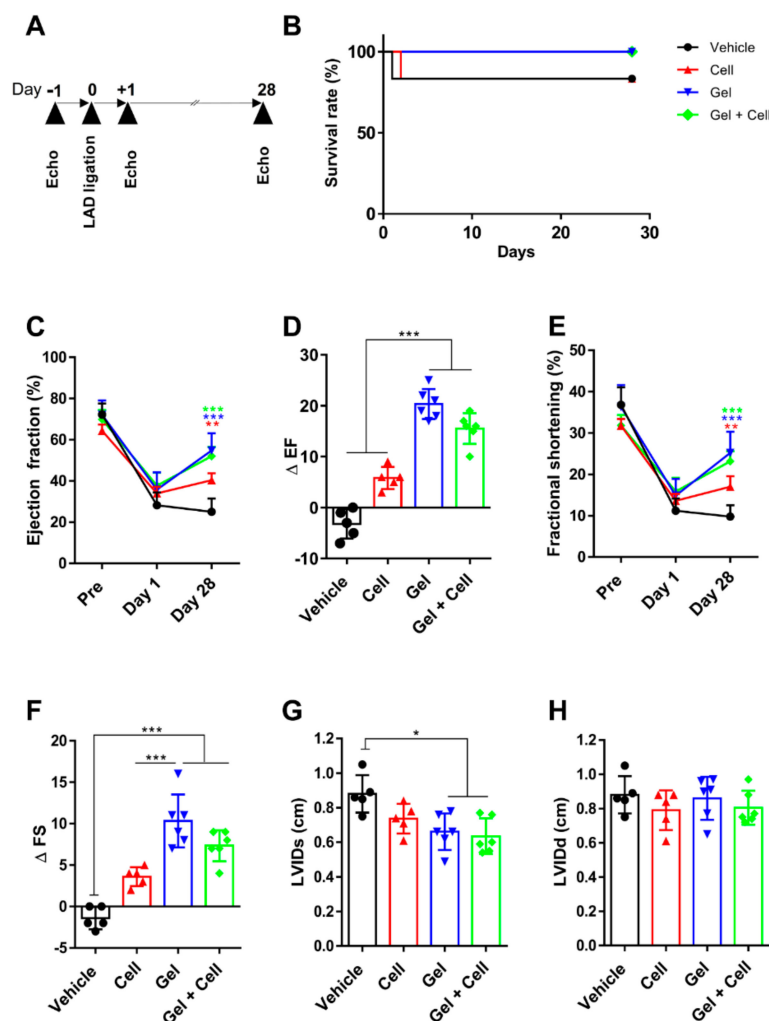 A
Day -1 0 +1 28
Echo
LAD ligation
Echo
Echo
B
Survival rate (%)
100
50
0
0 10 20 30
Days
Vehicle
Cell
Gel
Gel + Cell
C
Ejection fraction (%)
100
80
60
40
20
0
***
***
**
Pre
Day 1
Day 28
D
Δ EF
30
20
10
0
-10
***
Vehicle
Cell
Gel
Gel + Cell
E
Fractional shortening (%)
50
40
30
20
10
0
***
***
**
Pre
Day 1
Day 28
F
Δ FS
20
15
10
5
0
-5
***
***
Vehicle
Cell
Gel
Gel + Cell
G
LVIDs (cm)
1.2
1.0
0.8
0.6
0.4
0.2
0.0
*
Vehicle
Cell
Gel
Gel + Cell
H
LVIDd (cm)
1.2
1.0
0.8
0.6
0.4
0.2
0.0
Vehicle
Cell
Gel
Gel + Cell